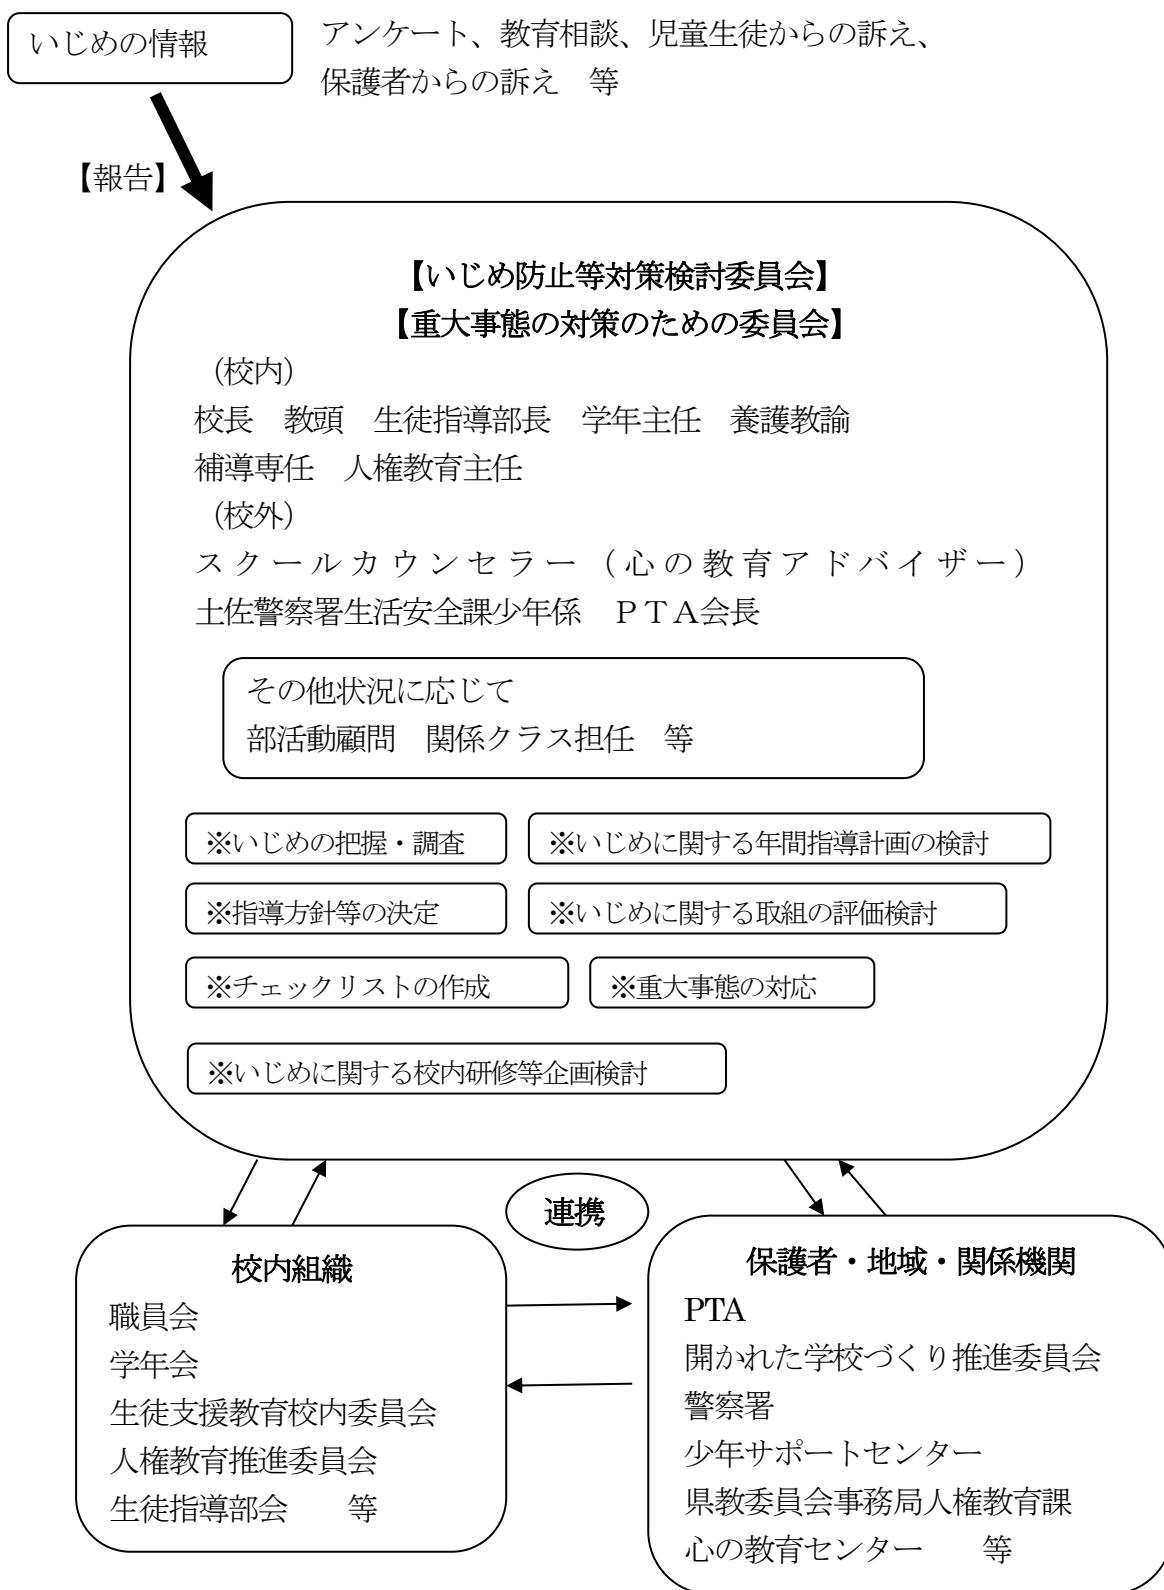 いじめの情報
アンケート、教育相談、児童生徒からの訴え、
保護者からの訴え　等
【報告】
【いじめ防止等対策検討委員会】
【重大事態の対策のための委員会】
（校内）
校長　教頭　生徒指導部長　学年主任　養護教諭
補導専任　人権教育主任
（校外）
スクールカウンセラー（心の教育アドバイザー）
土佐警察署生活安全課少年係　ＰＴＡ会長
その他状況に応じて
部活動顧問　関係クラス担任　等
※いじめの把握・調査
※いじめに関する年間指導計画の検討
※指導方針等の決定
※いじめに関する取組の評価検討
※チェックリストの作成
※重大事態の対応
※いじめに関する校内研修等企画検討
連携
校内組織
職員会
学年会
生徒支援教育校内委員会
人権教育推進委員会
生徒指導部会　　等
保護者・地域・関係機関
PTA
開かれた学校づくり推進委員会
警察署
少年サポートセンター
県教委員会事務局人権教育課
心の教育センター　　等